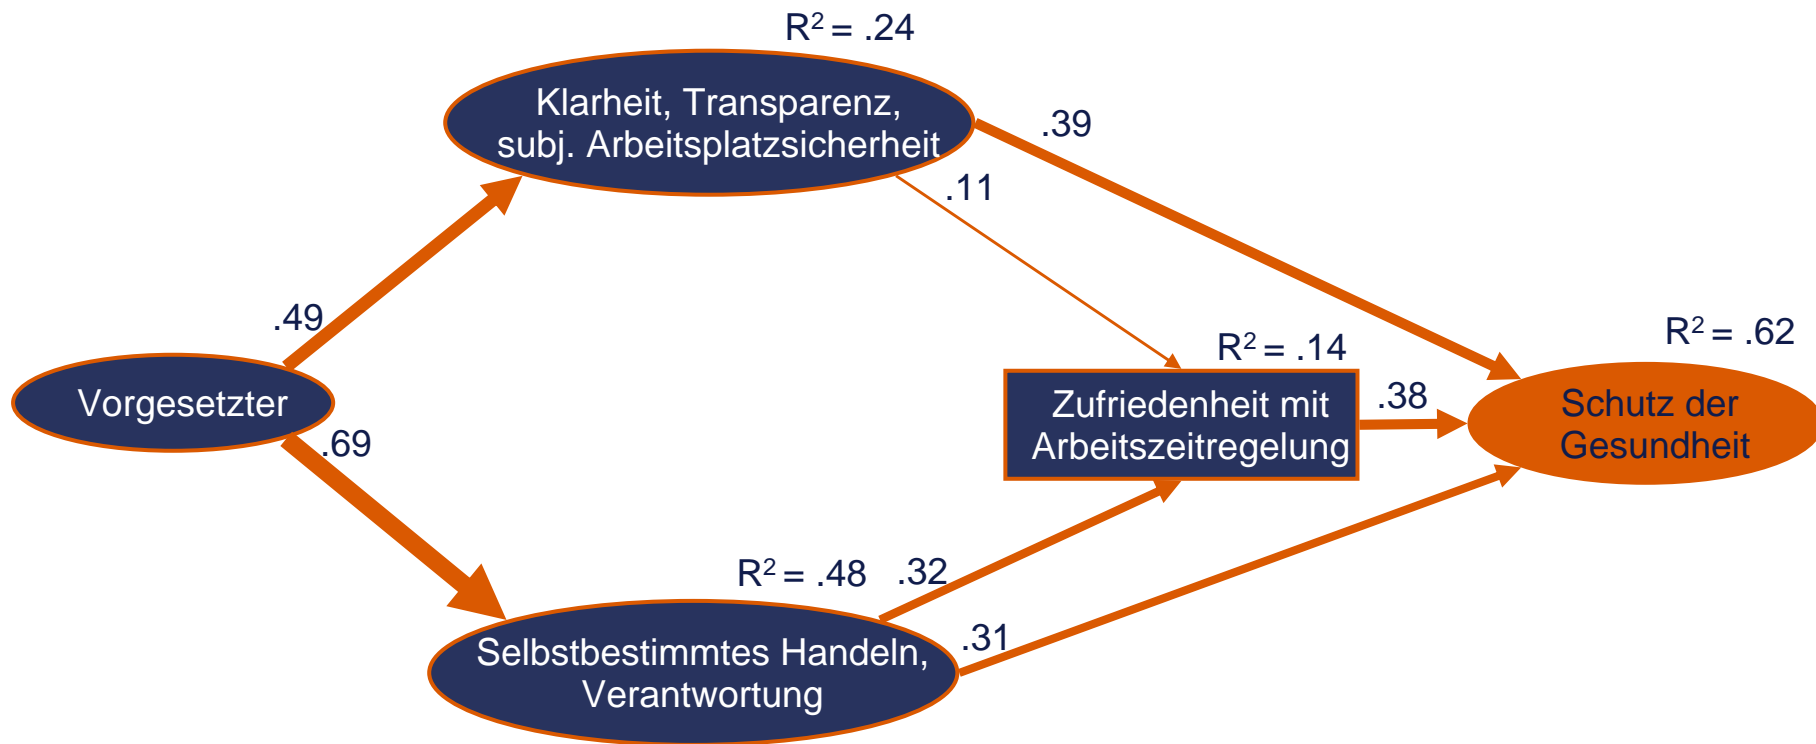 R² = .24
Klarheit, Transparenz,
subj. Arbeitsplatzsicherheit
.39
.11
.49
R² = .62
R² = .14
Vorgesetzter
Zufriedenheit mit
Arbeitszeitregelung
.38
Schutz der
Gesundheit
.69
R² = .48
.32
.31
Selbstbestimmtes Handeln,
Verantwortung